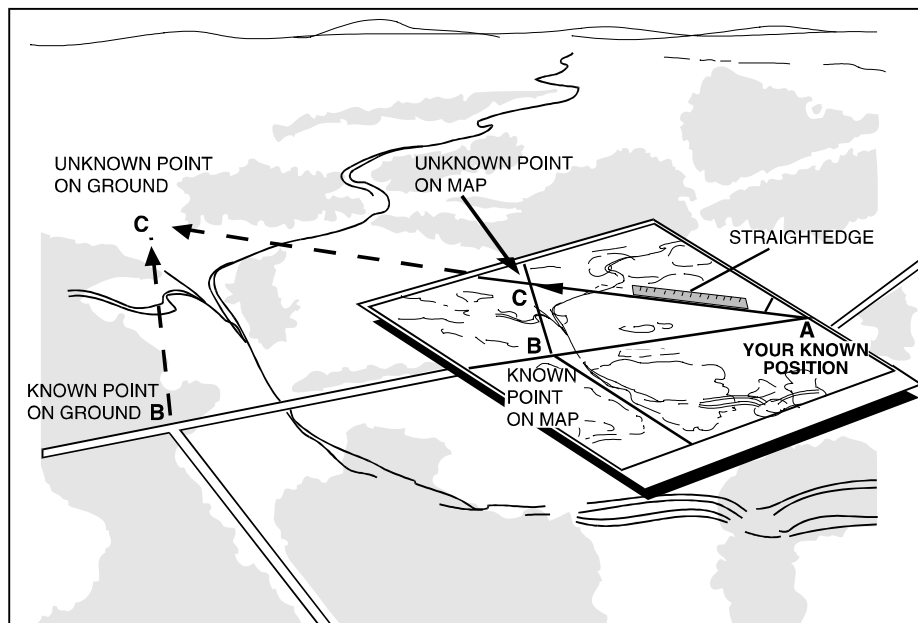 UNKNOWN POINT
ON GROUND
UNKNOWN POINT
ON MAP
C
STRAIGHTEDGE
C
A
B
YOUR KNOWN
POSITION
KNOWN
POINT
ON MAP
KNOWN POINT
ON GROUND B